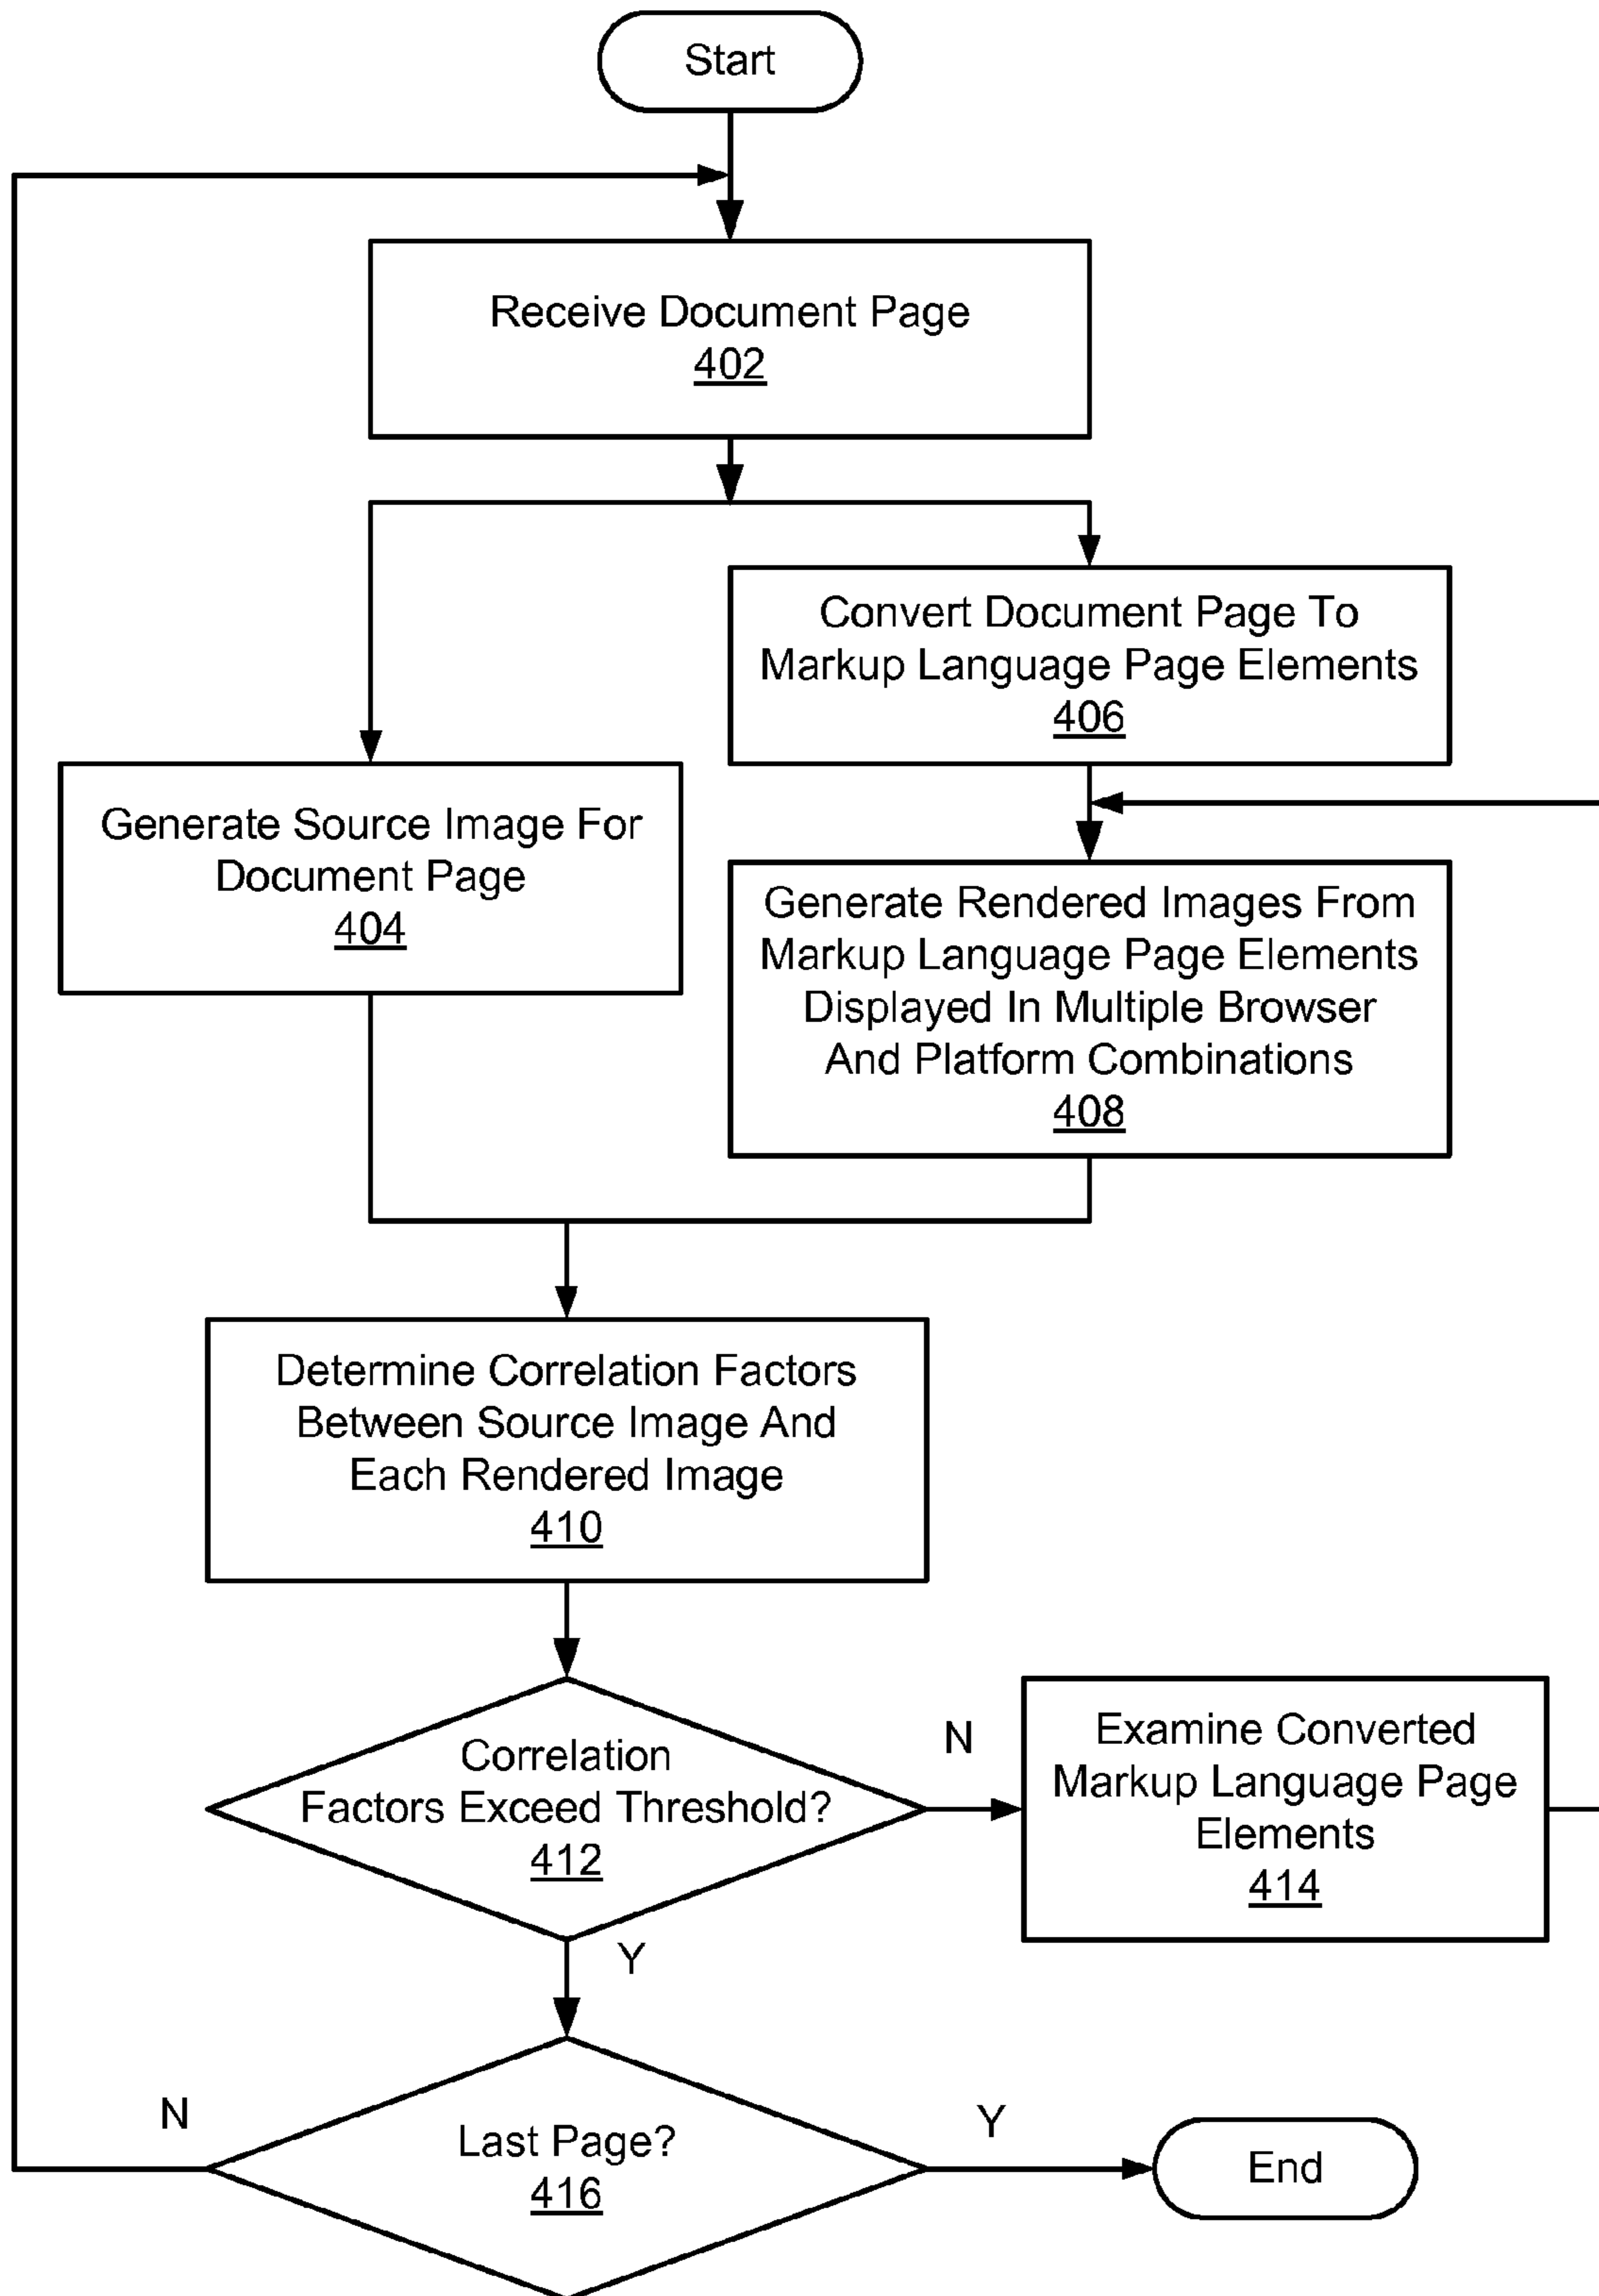 Start
Receive Document Page
402
Convert Document Page To
Markup Language Page Elements
406
Generate Source Image For
Document Page
404
Generate Rendered Images From
Markup Language Page Elements
Displayed In Multiple Browser
And Platform Combinations
408
Determine Correlation Factors
Between Source Image And
Each Rendered Image
410
Correlation
Factors Exceed Threshold?
412
N
Examine Converted
Markup Language Page
Elements
414
Y
N
Last Page?
416
Y
End